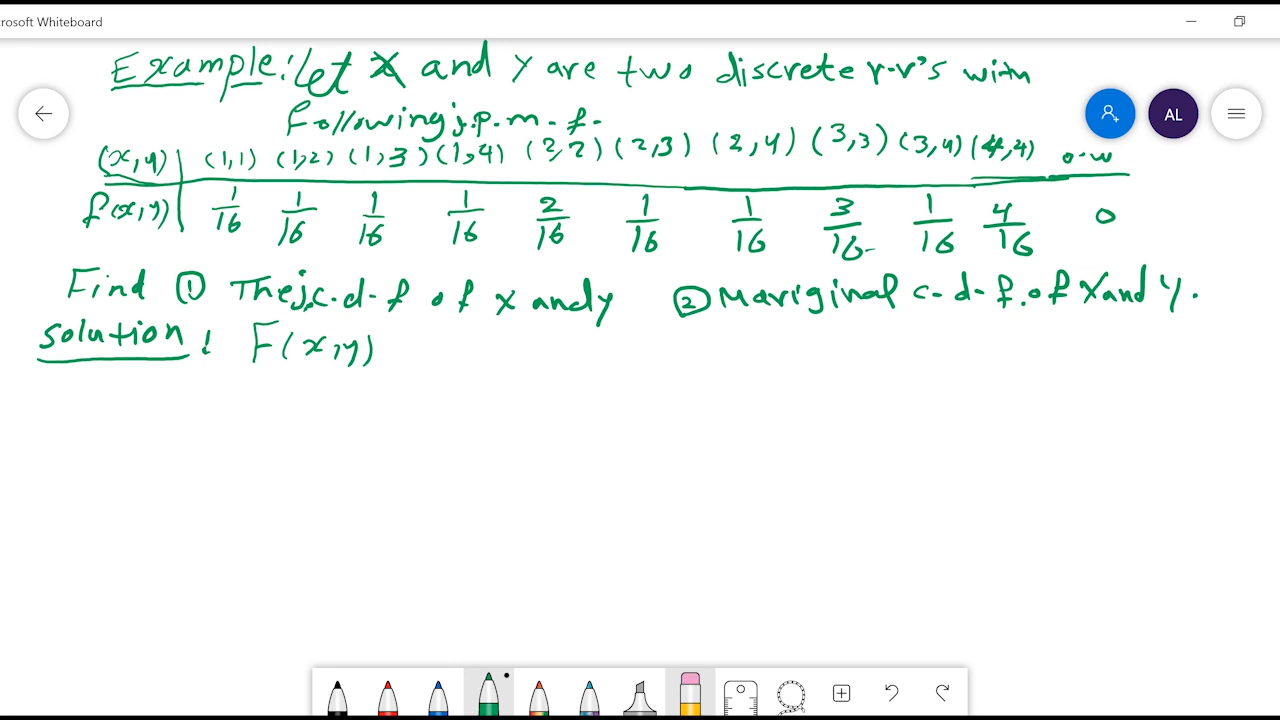 rosoft Whiteboard
Example: Let X and Y are two discrete r.v's with
following j.p.m.f.
(x,y) (1,1) (1,2) (1,3) (1,4) (2,2) (2,3) (2,4) (3,3) (3,4) (4,4) o.w
f(x,y) 1/16 1/16 1/16 1/16 2/16 1/16 1/16 3/16 1/16 4/16 0
Find ① The j.c.d.f of X and Y ② Mariginal c.d.f. of X and Y.
Solution: F(x,y)
AL